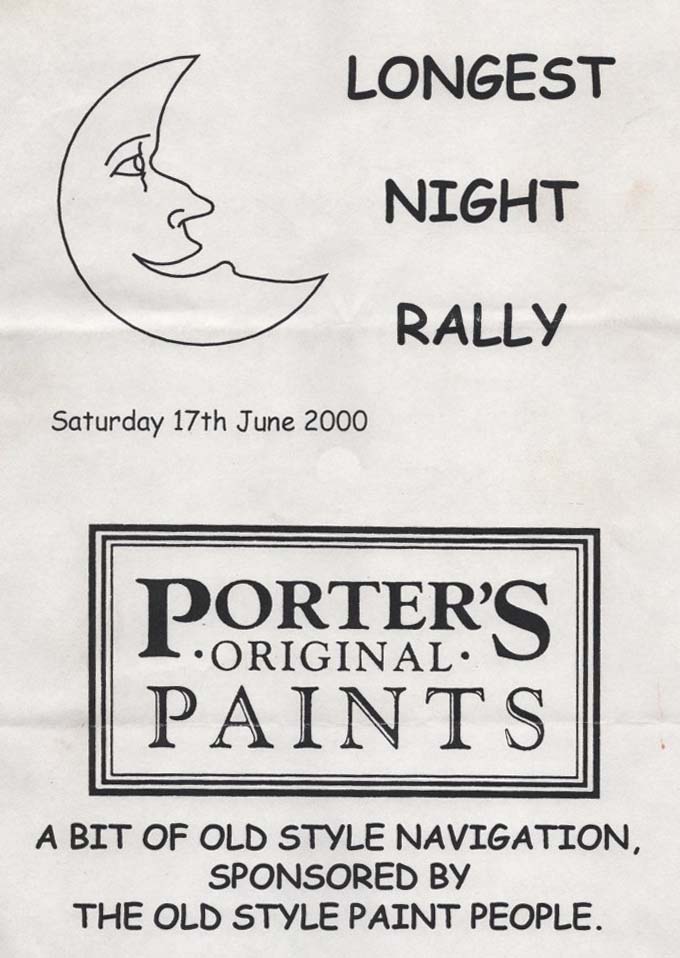 LONGEST
NIGHT
RALLY
Saturday 17th June 2000
PORTER'S
·ORIGINAL·
PAINTS
A BIT OF OLD STYLE NAVIGATION,
SPONSORED BY
THE OLD STYLE PAINT PEOPLE.